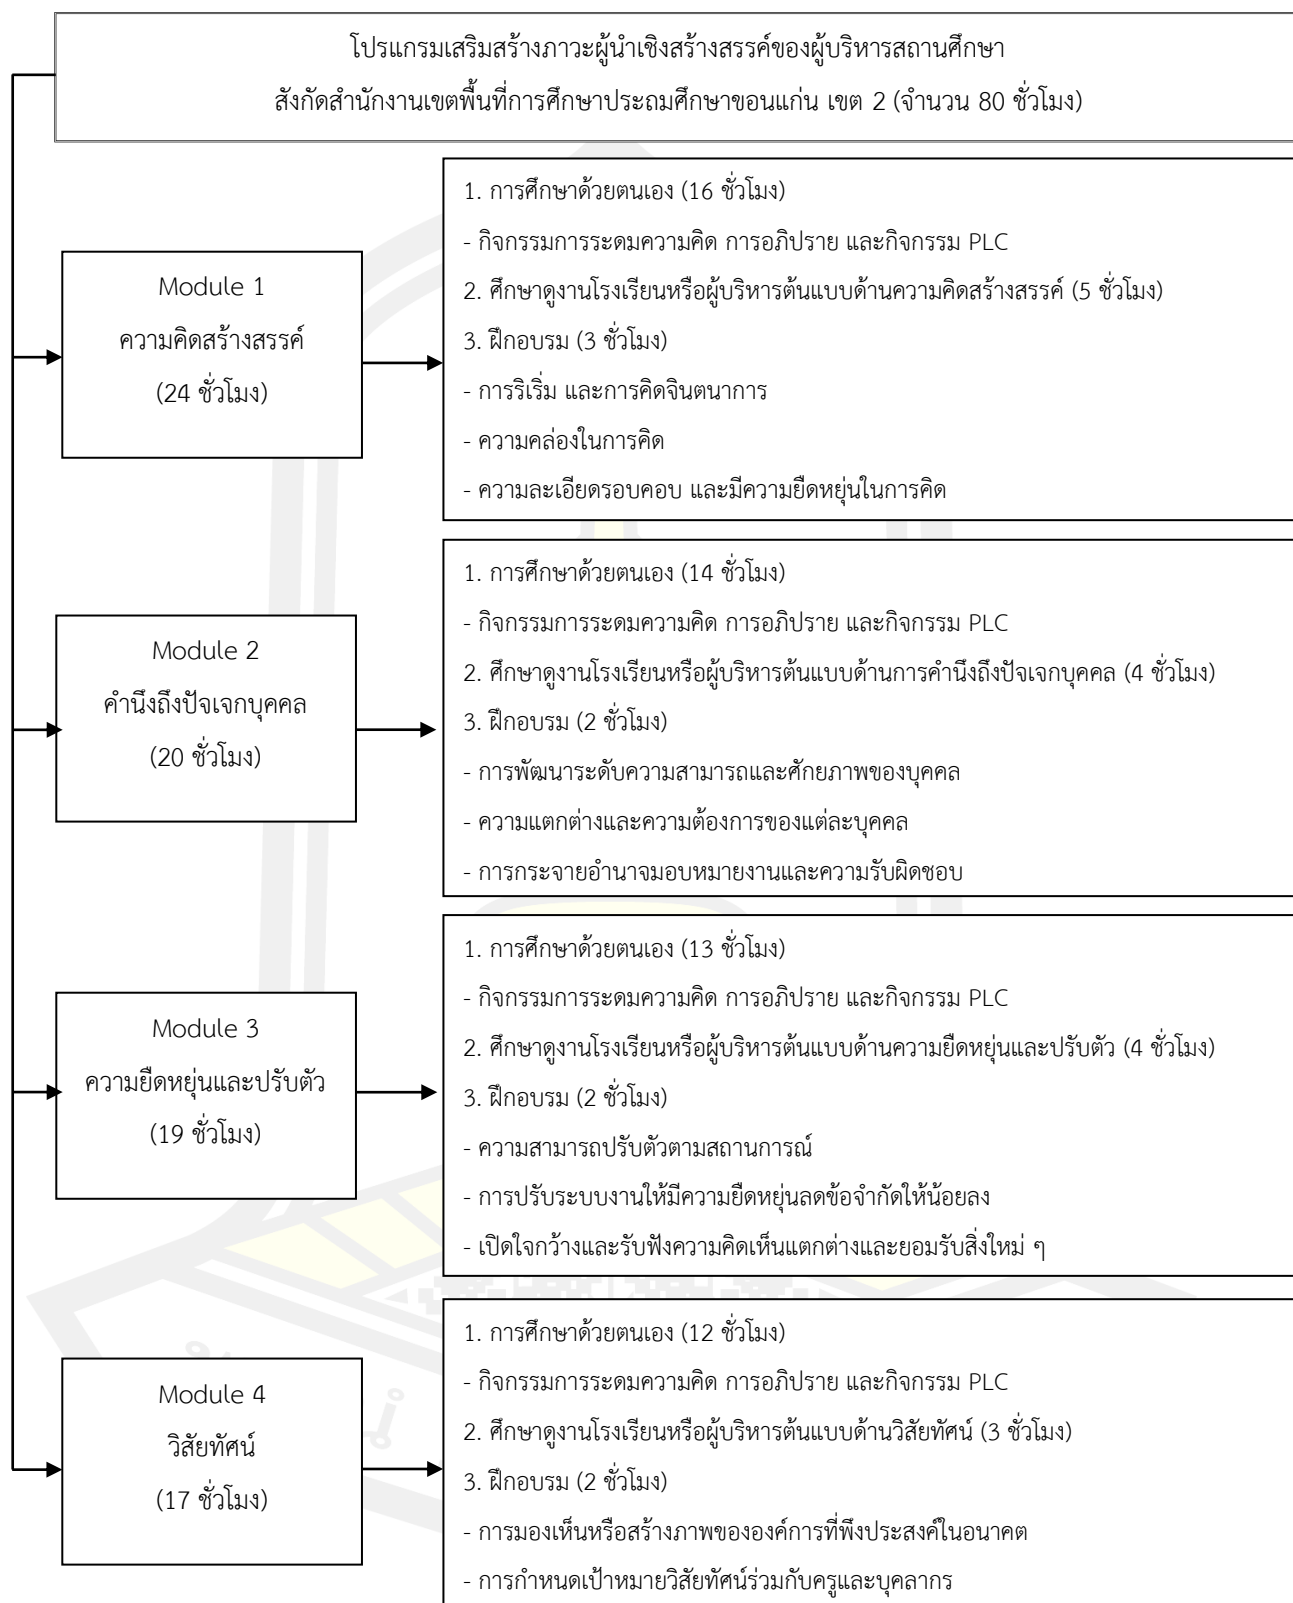 โปรแกรมเสริมสร้างภาวะผู้นำเชิงสร้างสรรค์ของผู้บริหารสถานศึกษา
สังกัดสำนักงานเขตพื้นที่การศึกษาประถมศึกษาขอนแก่น เขต 2 (จำนวน 80 ชั่วโมง)
Module 1
ความคิดสร้างสรรค์
(24 ชั่วโมง)
1. การศึกษาด้วยตนเอง (16 ชั่วโมง)
- กิจกรรมการระดมความคิด การอภิปราย และกิจกรรม PLC
2. ศึกษาดูงานโรงเรียนหรือผู้บริหารต้นแบบด้านความคิดสร้างสรรค์ (5 ชั่วโมง)
3. ฝึกอบรม (3 ชั่วโมง)
- การริเริ่ม และการคิดจินตนาการ
- ความคล่องในการคิด
- ความละเอียดรอบคอบ และมีความยืดหยุ่นในการคิด
Module 2
คำนึงถึงปัจเจกบุคคล
(20 ชั่วโมง)
1. การศึกษาด้วยตนเอง (14 ชั่วโมง)
- กิจกรรมการระดมความคิด การอภิปราย และกิจกรรม PLC
2. ศึกษาดูงานโรงเรียนหรือผู้บริหารต้นแบบด้านการคำนึงถึงปัจเจกบุคคล (4 ชั่วโมง)
3. ฝึกอบรม (2 ชั่วโมง)
- การพัฒนาระดับความสามารถและศักยภาพของบุคคล
- ความแตกต่างและความต้องการของแต่ละบุคคล
- การกระจายอำนาจมอบหมายงานและความรับผิดชอบ
Module 3
ความยืดหยุ่นและปรับตัว
(19 ชั่วโมง)
1. การศึกษาด้วยตนเอง (13 ชั่วโมง)
- กิจกรรมการระดมความคิด การอภิปราย และกิจกรรม PLC
2. ศึกษาดูงานโรงเรียนหรือผู้บริหารต้นแบบด้านความยืดหยุ่นและปรับตัว (4 ชั่วโมง)
3. ฝึกอบรม (2 ชั่วโมง)
- ความสามารถปรับตัวตามสถานการณ์
- การปรับระบบงานให้มีความยืดหยุ่นลดข้อจำกัดให้น้อยลง
- เปิดใจกว้างและรับฟังความคิดเห็นแตกต่างและยอมรับสิ่งใหม่ ๆ
Module 4
วิสัยทัศน์
(17 ชั่วโมง)
1. การศึกษาด้วยตนเอง (12 ชั่วโมง)
- กิจกรรมการระดมความคิด การอภิปราย และกิจกรรม PLC
2. ศึกษาดูงานโรงเรียนหรือผู้บริหารต้นแบบด้านวิสัยทัศน์ (3 ชั่วโมง)
3. ฝึกอบรม (2 ชั่วโมง)
- การมองเห็นหรือสร้างภาพขององค์การที่พึงประสงค์ในอนาคต
- การกำหนดเป้าหมายวิสัยทัศน์ร่วมกับครูและบุคลากร